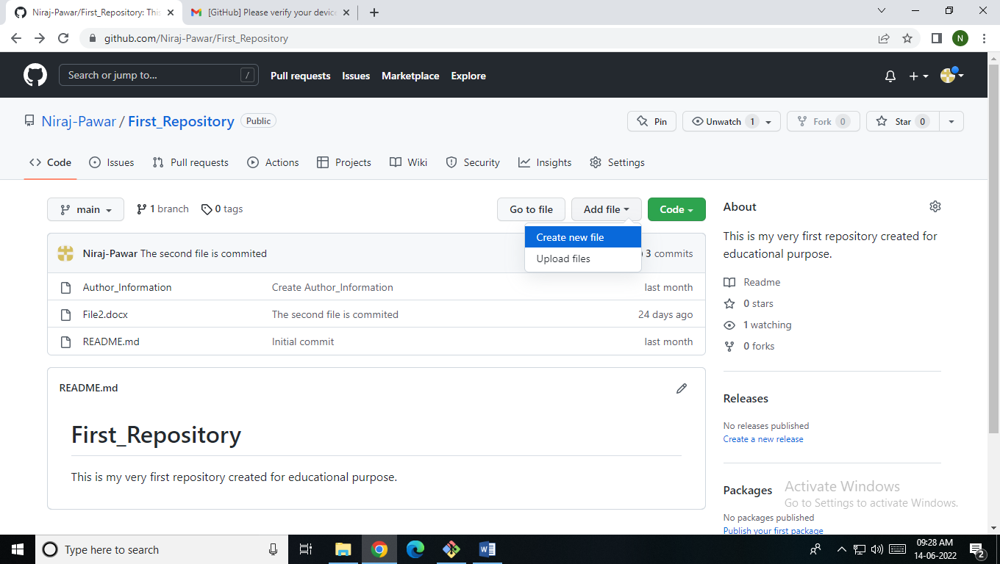 Niraj-Pawar/First_Repository: This
[GitHub] Please verify your device
github.com/Niraj-Pawar/First_Repository
N
Search or jump to...
/
Pull requests Issues Marketplace Explore
Niraj-Pawar / First_Repository Public
Pin
Unwatch 1
Fork 0
Star 0
Code Issues Pull requests Actions Projects Wiki Security Insights Settings
main 1 branch 0 tags
Go to file Add file Code
Create new file
Upload files
Niraj-Pawar The second file is commited 3 commits
Author_Information Create Author_Information last month
File2.docx The second file is commited 24 days ago
README.md Initial commit last month
README.md
First_Repository
This is my very first repository created for educational purpose.
About
This is my very first repository created for
educational purpose.
Readme
0 stars
1 watching
0 forks
Releases
No releases published
Create a new release
Packages
No packages published
Publish your first package
Activate Windows
Go to Settings to activate Windows.
Type here to search
09:28 AM
14-06-2022
2